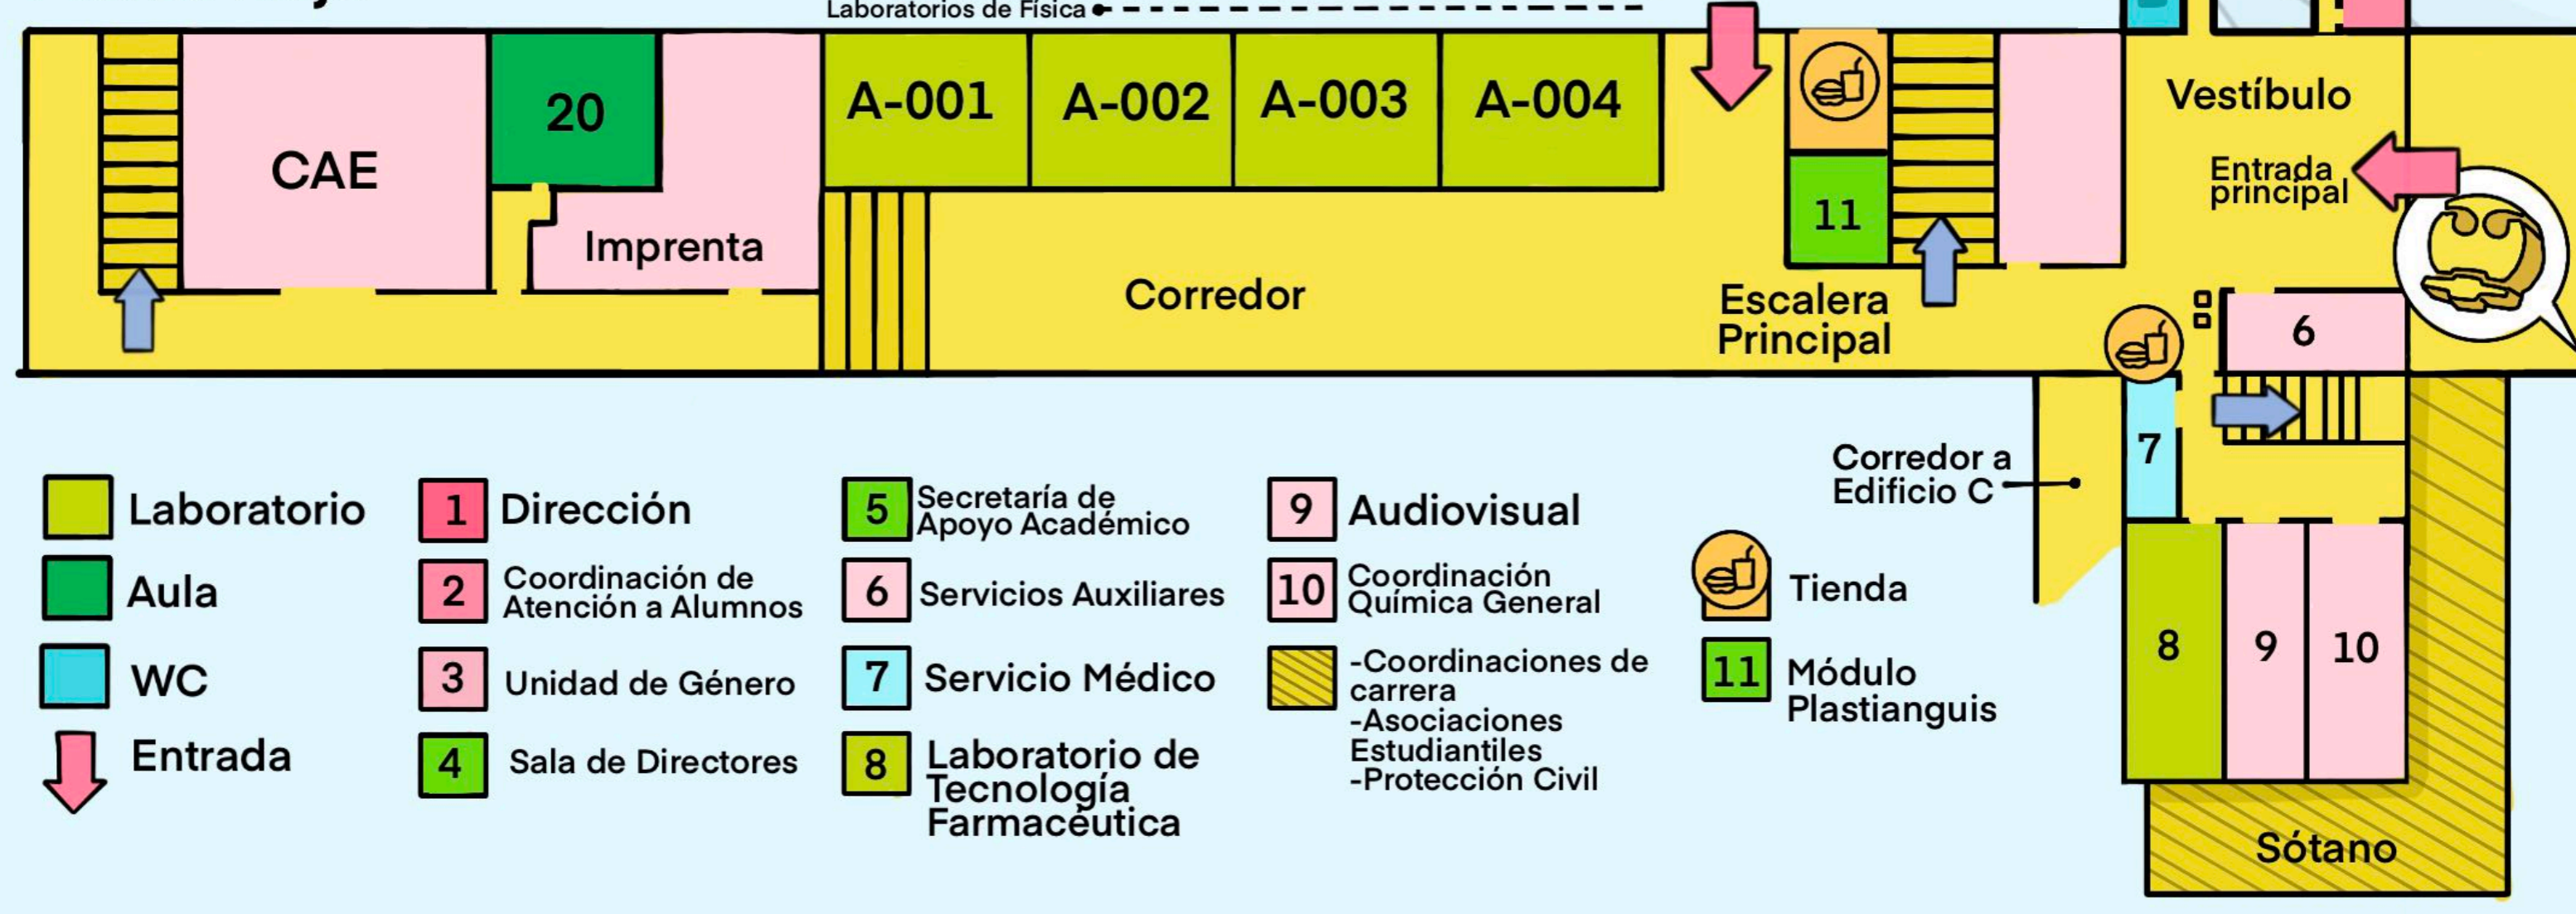 Laboratorios de Física
CAE
20
Imprenta
A-001
A-002
A-003
A-004
Corredor
11
Escalera
Principal
Vestíbulo
Entrada
principal
6
7
Corredor a
Edificio C
8
9
10
Sótano
Laboratorio
Aula
WC
Entrada
1 Dirección
2 Coordinación de
Atención a Alumnos
3 Unidad de Género
4 Sala de Directores
5 Secretaría de
Apoyo Académico
6 Servicios Auxiliares
7 Servicio Médico
8 Laboratorio de
Tecnología
Farmacéutica
9 Audiovisual
10 Coordinación
Química General
-Coordinaciones de
carrera
-Asociaciones
Estudiantiles
-Protección Civil
Tienda
11 Módulo
Plastianguis